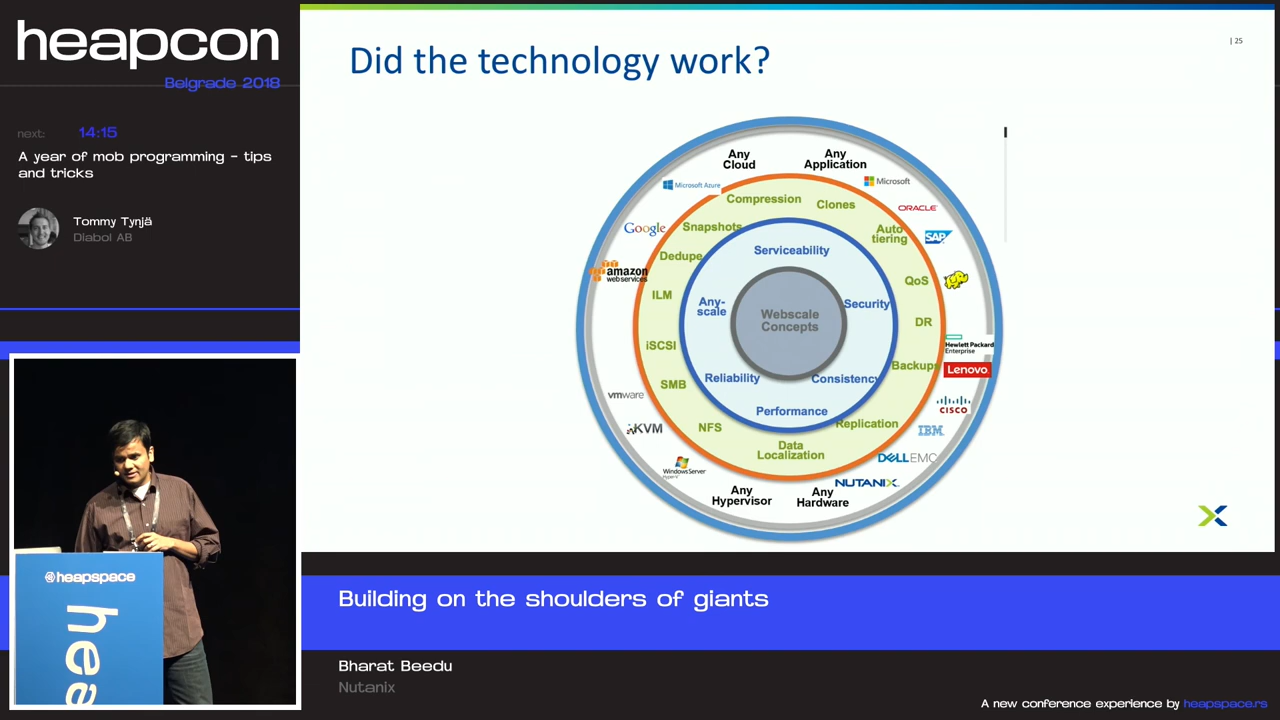 heapcon
Belgrade 2018
next: 14:15
A year of mob programming - tips
and tricks
Tommy Tynjä
Diabol AB
Did the technology work?
| 25
Any
Cloud
Any
Application
Microsoft Azure
Microsoft
Compression
Clones
ORACLE
Google
Snapshots
Auto
tiering
SAP
Serviceability
Dedupe
amazon
webservices
QoS
ILM
Any-
scale
Security
Webscale
Concepts
DR
iSCSI
Hewlett Packard
Enterprise
Backups
Lenovo
Reliability
Consistency
SMB
vmware
CISCO
Performance
KVM
NFS
Replication
IBM
Data
Localization
DELL EMC
Windows Server
Hyper-V
NUTANIX
Any
Hypervisor
Any
Hardware
heapspace
hea
Building on the shoulders of giants
Bharat Beedu
Nutanix
A new conference experience by heapspace.rs